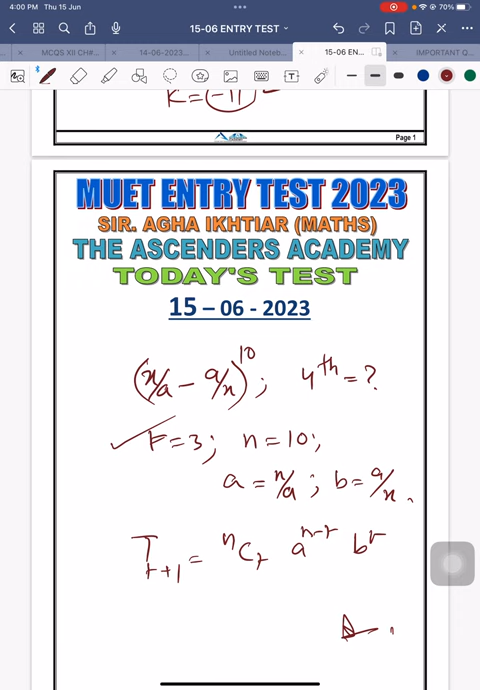 4:00 PM Thu 15 Jun
70%
15-06 ENTRY TEST
MCQS XII CH#...
14-06-2023...
Untitled Noteb...
15-06 EN...
IMPORTANT Q...
K = -11
Page 1
MUET ENTRY TEST 2023
SIR. AGHA IKHTIAR (MATHS)
THE ASCENDERS ACADEMY
TODAY'S TEST
15 – 06 - 2023
(x/a - a/x)^10 ; 4th = ?
r = 3; n = 10;
a = x/a ; b = a/x .
T_{r+1} = nCr a^{n-r} b^r